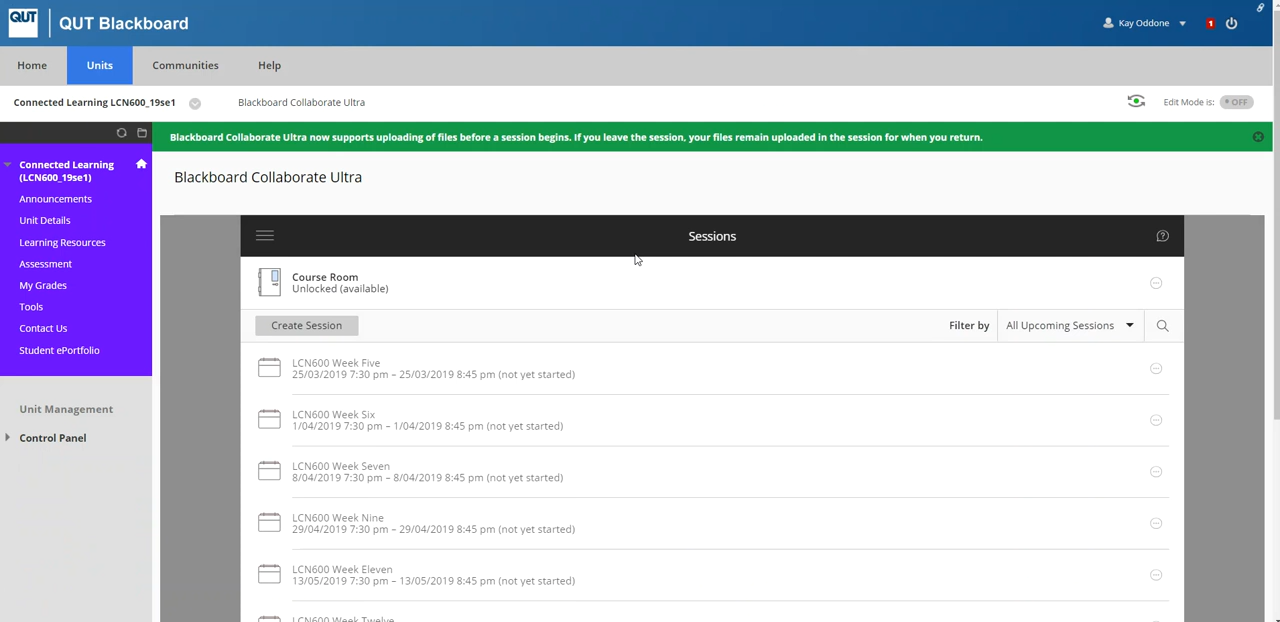 QUT
QUT Blackboard
Kay Oddone
1
Home
Units
Communities
Help
Connected Learning LCN600_19se1
Blackboard Collaborate Ultra
Edit Mode is:
OFF
Blackboard Collaborate Ultra now supports uploading of files before a session begins. If you leave the session, your files remain uploaded in the session for when you return.
Connected Learning
(LCN600_19se1)
Announcements
Unit Details
Learning Resources
Assessment
My Grades
Tools
Contact Us
Student ePortfolio
Unit Management
Control Panel
Blackboard Collaborate Ultra
Sessions
Course Room
Unlocked (available)
Create Session
Filter by
All Upcoming Sessions
LCN600 Week Five
25/03/2019 7:30 pm – 25/03/2019 8:45 pm (not yet started)
LCN600 Week Six
1/04/2019 7:30 pm – 1/04/2019 8:45 pm (not yet started)
LCN600 Week Seven
8/04/2019 7:30 pm – 8/04/2019 8:45 pm (not yet started)
LCN600 Week Nine
29/04/2019 7:30 pm – 29/04/2019 8:45 pm (not yet started)
LCN600 Week Eleven
13/05/2019 7:30 pm – 13/05/2019 8:45 pm (not yet started)
LCN600 Week Twelve